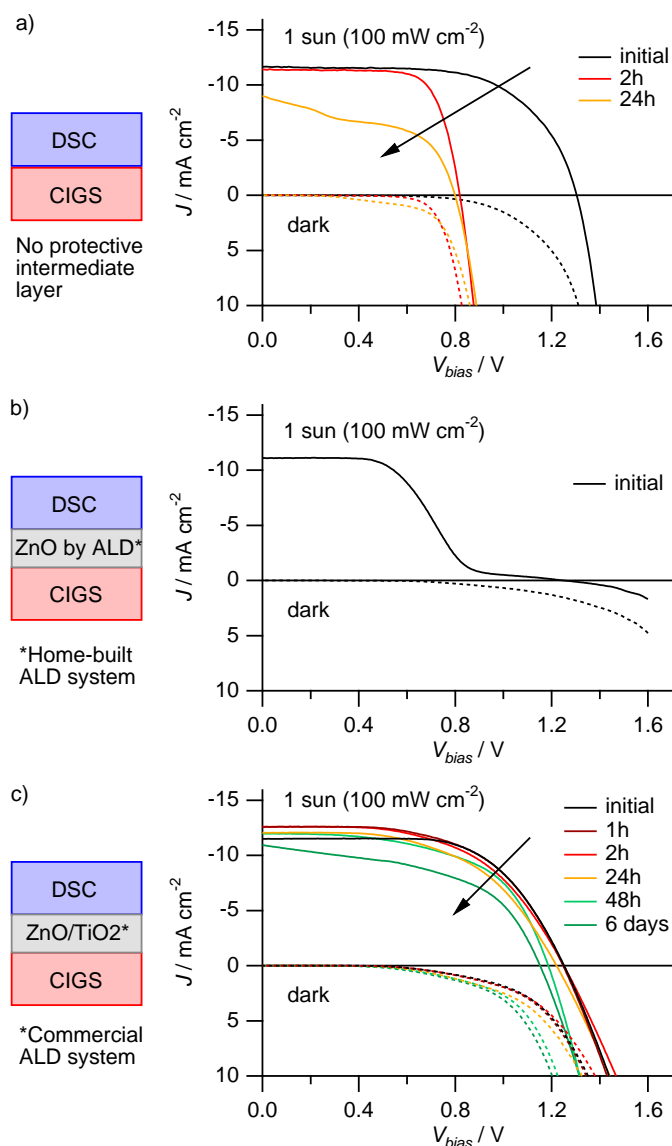 a)
1 sun (100 mW cm-2)
initial
2h
24h
DSC
CIGS
No protective
intermediate
layer
dark
J / mA cm-2
-15
-10
-5
0
5
10
0.0 0.4 0.8 1.2 1.6
Vbias / V
b)
1 sun (100 mW cm-2)
initial
DSC
ZnO by ALD*
CIGS
*Home-built
ALD system
dark
J / mA cm-2
-15
-10
-5
0
5
10
0.0 0.4 0.8 1.2 1.6
Vbias / V
c)
1 sun (100 mW cm-2)
initial
1h
2h
24h
48h
6 days
DSC
ZnO/TiO2*
CIGS
*Commercial
ALD system
dark
J / mA cm-2
-15
-10
-5
0
5
10
0.0 0.4 0.8 1.2 1.6
Vbias / V